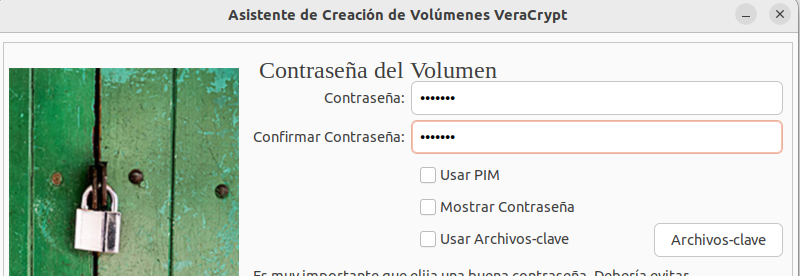 Asistente de Creación de Volúmenes VeraCrypt
Contraseña del Volumen
Contraseña: •••••••
Confirmar Contraseña: •••••••
Usar PIM
Mostrar Contraseña
Usar Archivos-clave
Archivos-clave
Es muy importante que elija una buena contraseña. Debería evitar